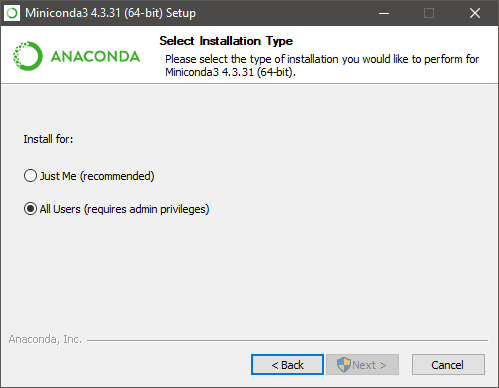 Miniconda3 4.3.31 (64-bit) Setup
ANACONDA
Select Installation Type
Please select the type of installation you would like to perform for
Miniconda3 4.3.31 (64-bit).
Install for:
Just Me (recommended)
All Users (requires admin privileges)
Anaconda, Inc.
< Back
Next >
Cancel